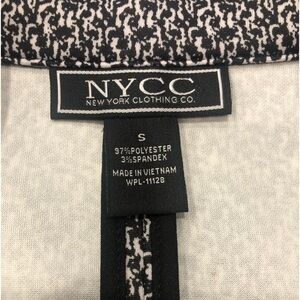 NYCC
NEW YORK CLOTHING CO.
S
97%POLYESTER
3%SPANDEX
MADE IN VIETNAM
WPL-11128